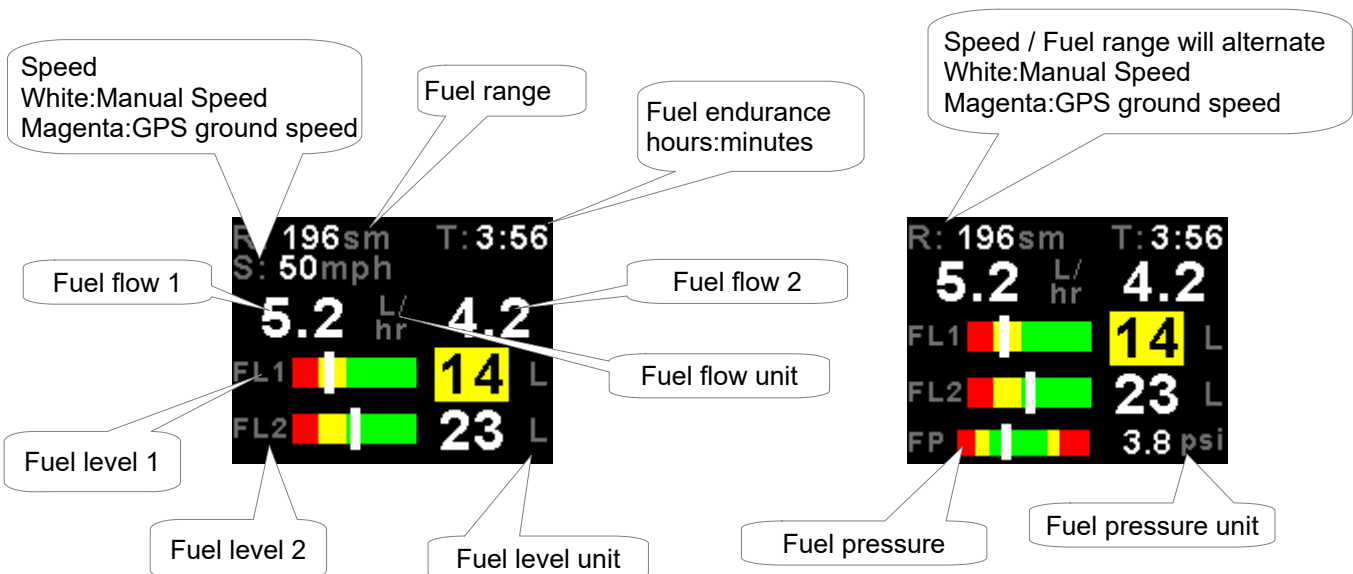 Speed
White:Manual Speed
Magenta:GPS ground speed
Fuel range
Fuel endurance
hours:minutes
R: 196sm T: 3:56
S: 50mph
Fuel flow 1
Fuel flow 2
5.2 L/hr 4.2
Fuel flow unit
FL1 14 L
FL2 23 L
Fuel level 1
Fuel level 2
Fuel level unit
Speed / Fuel range will alternate
White:Manual Speed
Magenta:GPS ground speed
R: 196sm T: 3:56
5.2 L/hr 4.2
FL1 14 L
FL2 23 L
FP 3.8 psi
Fuel pressure
Fuel pressure unit